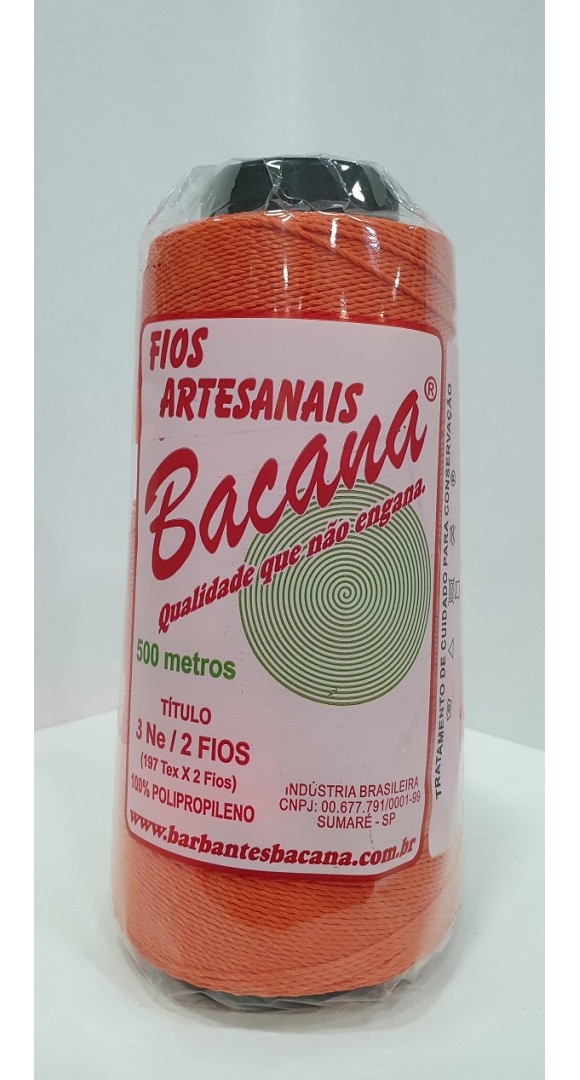 FIOS
ARTESANAIS
Bacana®
Qualidade que não engana.
500 metros
TÍTULO
3 Ne / 2 FIOS
(197 Tex X 2 Fios)
100% POLIPROPILENO
INDÚSTRIA BRASILEIRA
CNPJ: 00.677.791/0001-99
SUMARÉ - SP
www.barbantesbacana.com.br
TRATAMENTO DE CUIDADO PARA CONSERVAÇÃO